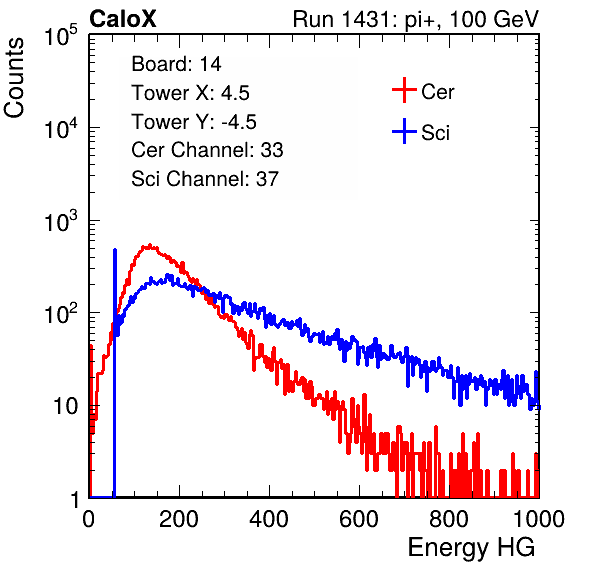 CaloX
Run 1431: pi+, 100 GeV
Counts
10^5
10^4
10^3
10^2
10
1
Board: 14
Tower X: 4.5
Tower Y: -4.5
Cer Channel: 33
Sci Channel: 37
Cer
Sci
0 200 400 600 800 1000
Energy HG